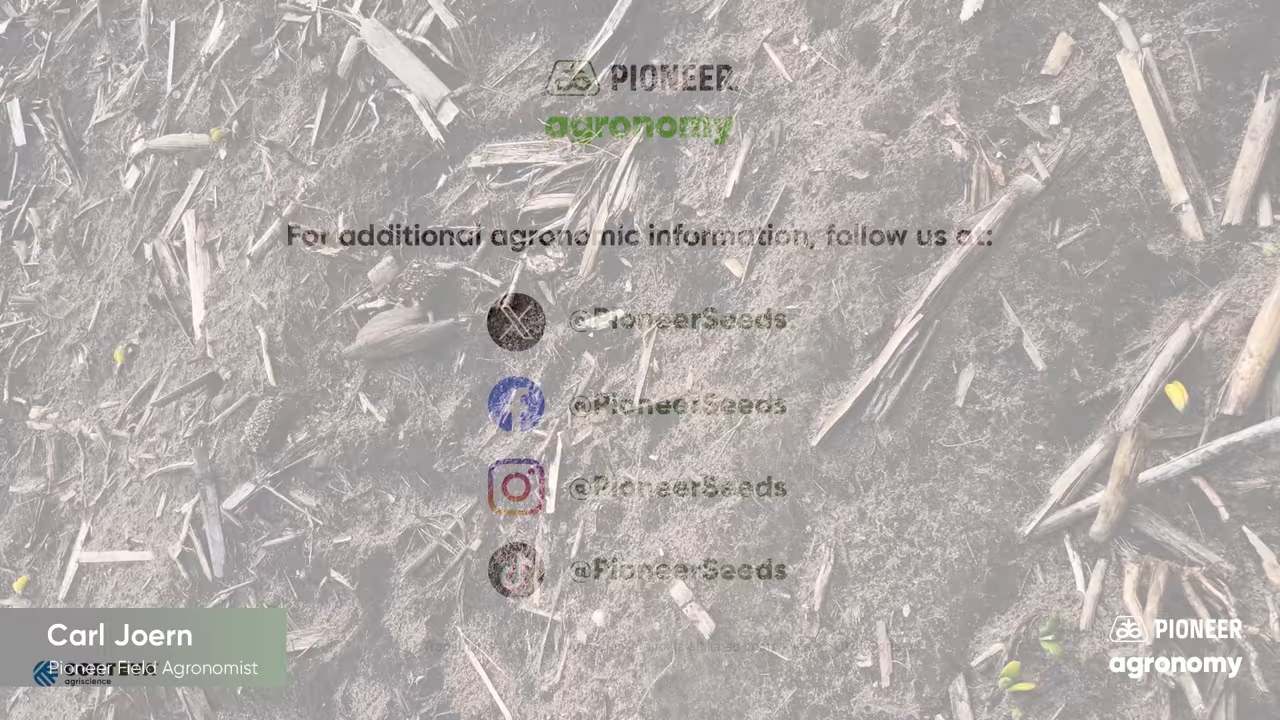 PIONEER
agronomy
For additional agronomic information, follow us at:
@PioneerSeeds
@PioneerSeeds
@PioneerSeeds
@PioneerSeeds
Carl Joern
Pioneer Field Agronomist
agriscience
PIONEER
agronomy